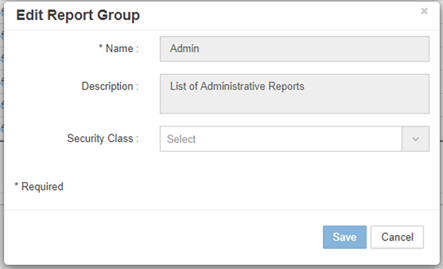 Edit Report Group
×
* Name : Admin
Description : List of Administrative Reports
Security Class : Select
* Required
Save Cancel